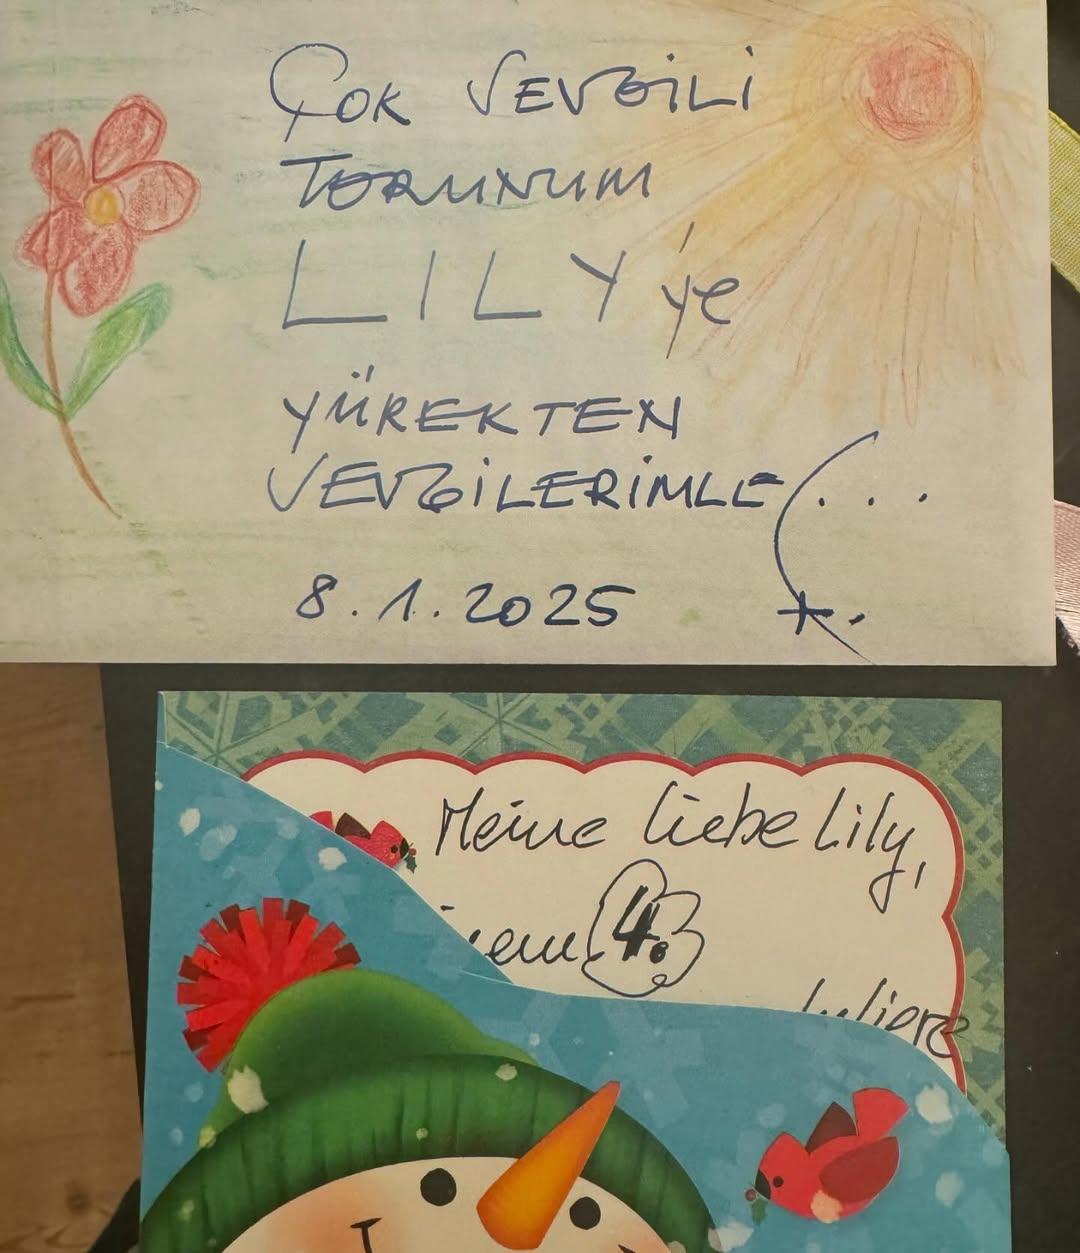 ÇOK SEVGİLİ
TORUNUM
LILY'ye
YÜREKTEN
SEVGİLERİMLE...
8.1.2025
Meine liebe Lily,
4.